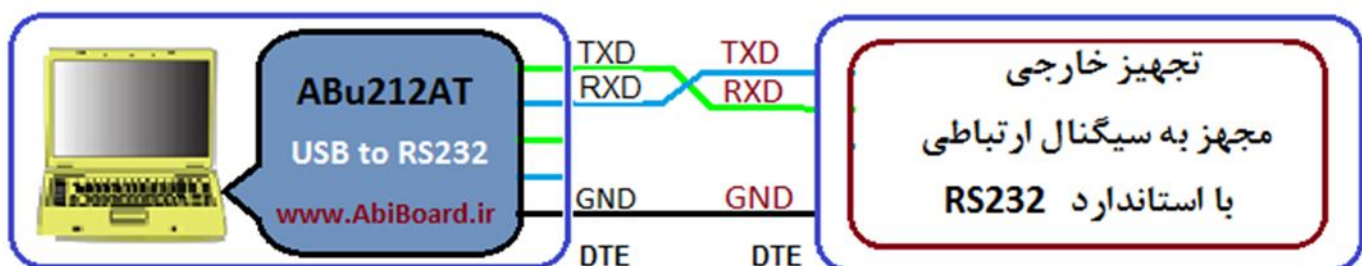 TXD TXD
ABu212AT RXD RXD
USB to RS232
www.AbiBoard.ir GND GND
DTE DTE
تجهیز خارجی
مجهز به سیگنال ارتباطی
با استاندارد RS232